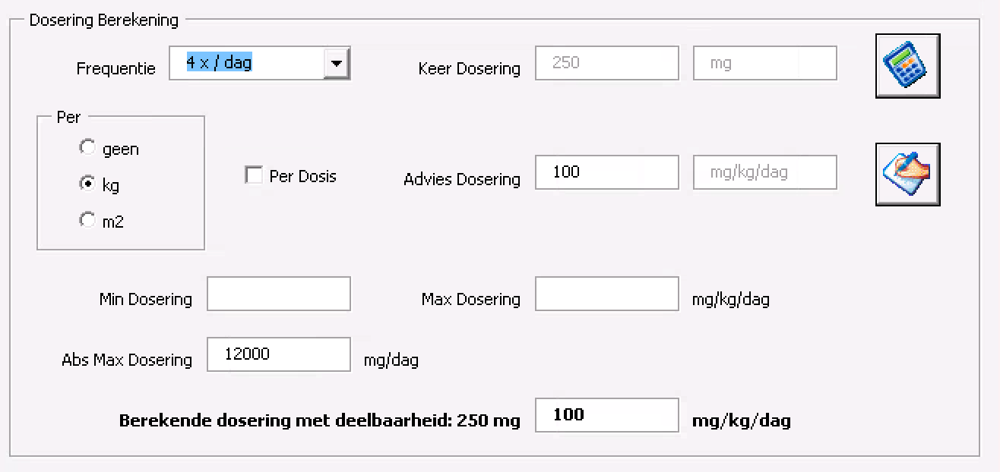 Dosering Berekening
Frequentie 4 x / dag Keer Dosering 250 mg
Per
geen
kg Per Dosis Advies Dosering 100 mg/kg/dag
m2
Min Dosering Max Dosering mg/kg/dag
Abs Max Dosering 12000 mg/dag
Berekende dosering met deelbaarheid: 250 mg 100 mg/kg/dag